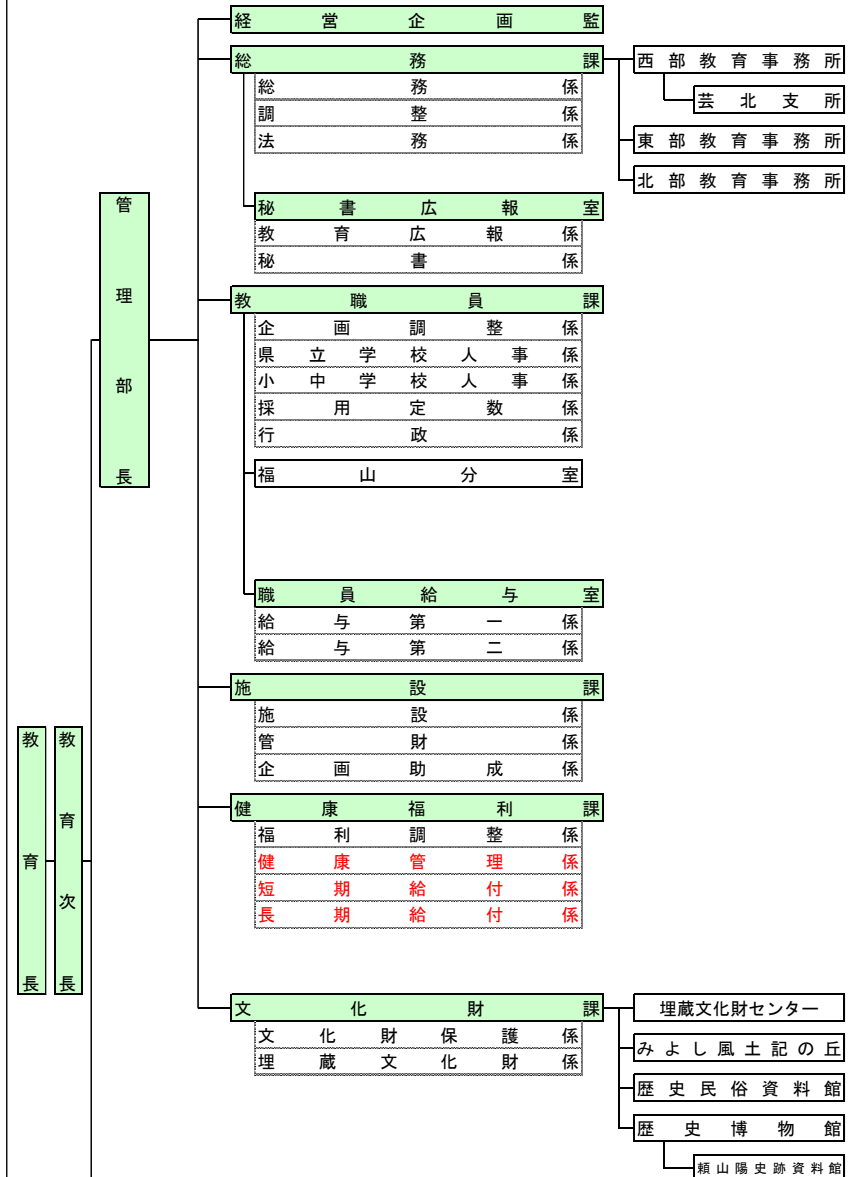 経営企画監
総務課
総務係
調整係
法務係
西部教育事務所
芸北支所
東部教育事務所
北部教育事務所
管理部長
秘書広報室
教育広報係
秘書係
教職員課
企画調整係
県立学校人事係
小中学校人事係
採用定数係
行政係
福山分室
職員給与室
給与第一係
給与第二係
施設課
施設係
管財係
企画助成係
教育長
教育次長
健康福利課
福利調整係
健康管理係
短期給付係
長期給付係
文化財課
文化財保護係
埋蔵文化財係
埋蔵文化財センター
みよし風土記の丘
歴史民俗資料館
歴史博物館
頼山陽史跡資料館